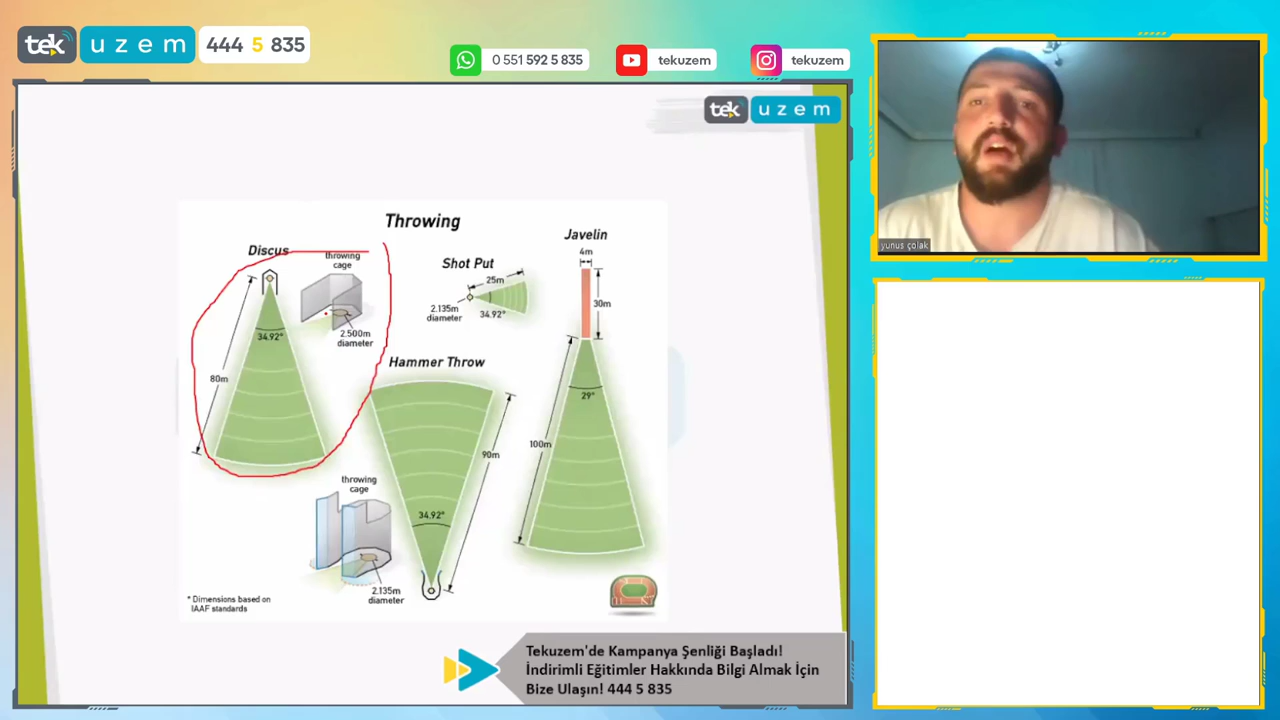 tek
uzem
444 5 835
0 551 592 5 835
tekuzem
tekuzem
tek
uzem
yunus çolak
Throwing
Discus
throwing
cage
34.92°
2.500m
diameter
80m
Shot Put
25m
2.135m
diameter
34.92°
Javelin
4m
30m
29°
100m
Hammer Throw
90m
34.92°
throwing
cage
2.135m
diameter
* Dimensions based on
IAAF standards
Tekuzem'de Kampanya Şenliği Başladı!
İndirimli Eğitimler Hakkında Bilgi Almak İçin
Bize Ulaşın! 444 5 835